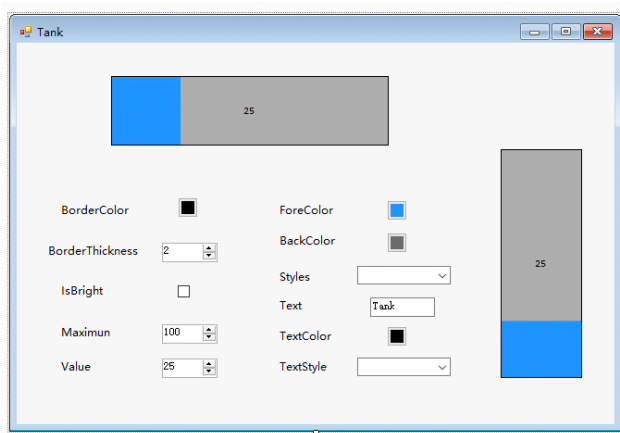 Tank
25
BorderColor
ForeColor
BackColor
BorderThickness 2
25
Styles
IsBright
Text Tank
Maximun 100
TextColor
Value 25
TextStyle